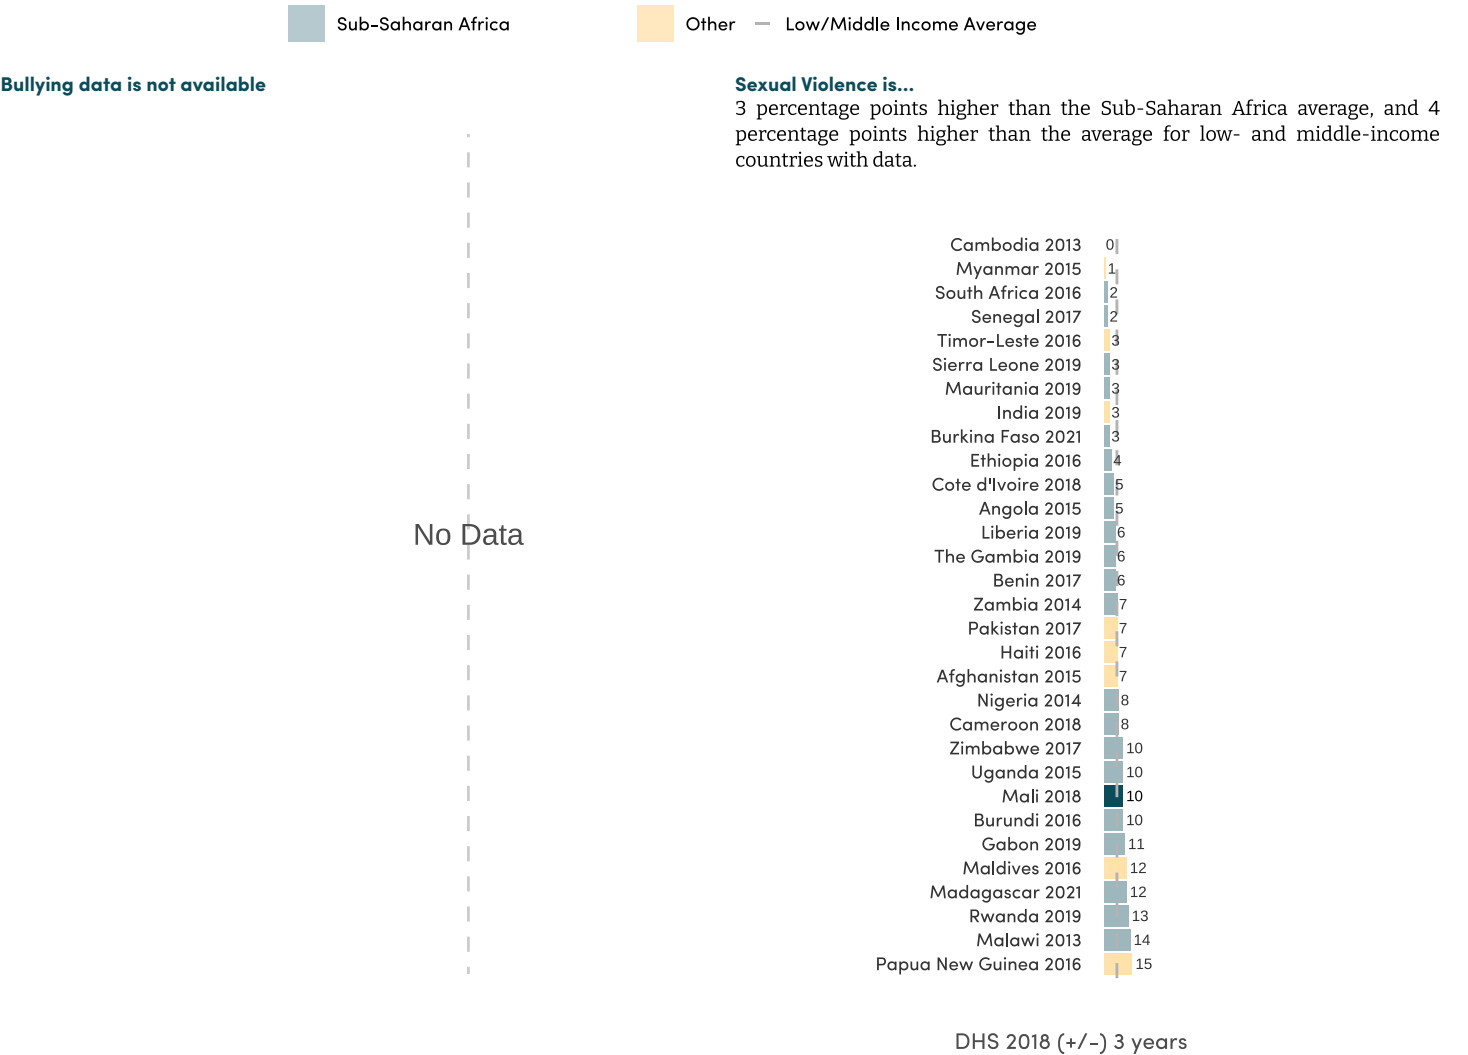 Sub-Saharan Africa
Other
Low/Middle Income Average
Bullying data is not available
No Data
Sexual Violence is...
3 percentage points higher than the Sub-Saharan Africa average, and 4
percentage points higher than the average for low- and middle-income
countries with data.
Cambodia 2013 0
Myanmar 2015 1
South Africa 2016 2
Senegal 2017 2
Timor-Leste 2016 3
Sierra Leone 2019 3
Mauritania 2019 3
India 2019 3
Burkina Faso 2021 3
Ethiopia 2016 4
Cote d'Ivoire 2018 5
Angola 2015 5
Liberia 2019 6
The Gambia 2019 6
Benin 2017 6
Zambia 2014 7
Pakistan 2017 7
Haiti 2016 7
Afghanistan 2015 7
Nigeria 2014 8
Cameroon 2018 8
Zimbabwe 2017 10
Uganda 2015 10
Mali 2018 10
Burundi 2016 10
Gabon 2019 11
Maldives 2016 12
Madagascar 2021 12
Rwanda 2019 13
Malawi 2013 14
Papua New Guinea 2016 15
DHS 2018 (+/-) 3 years